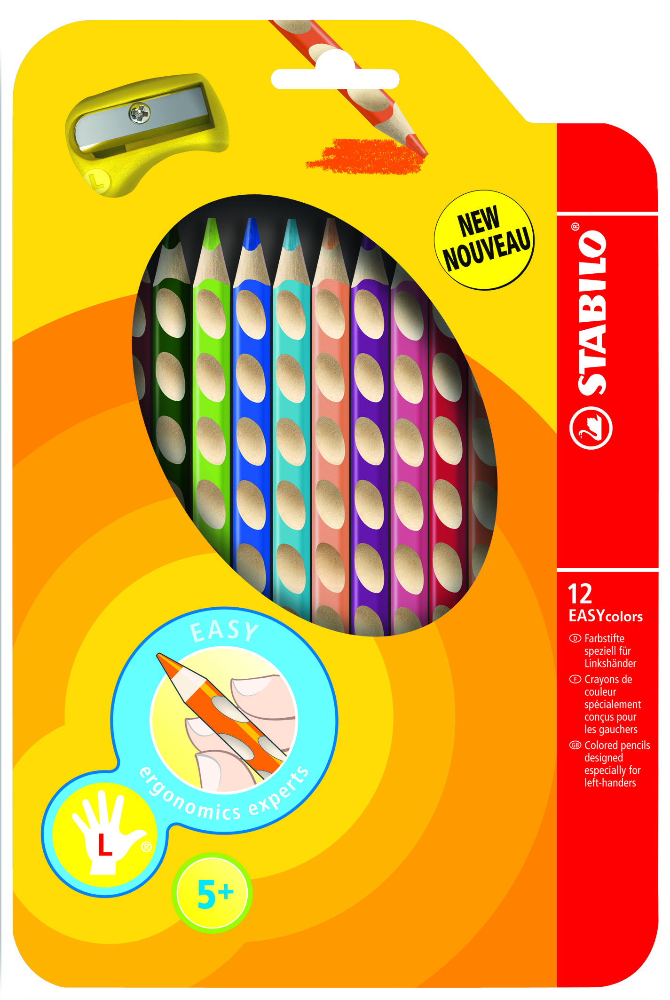 L
NEW
NOUVEAU
STABILO®
12
EASYcolors
D Farbstifte
speziell für
Linkshänder
F Crayons de
couleur
spécialement
conçus pour
les gauchers
GB Colored pencils
designed
especially for
left-handers
EASY
ergonomics experts
L
®
5+